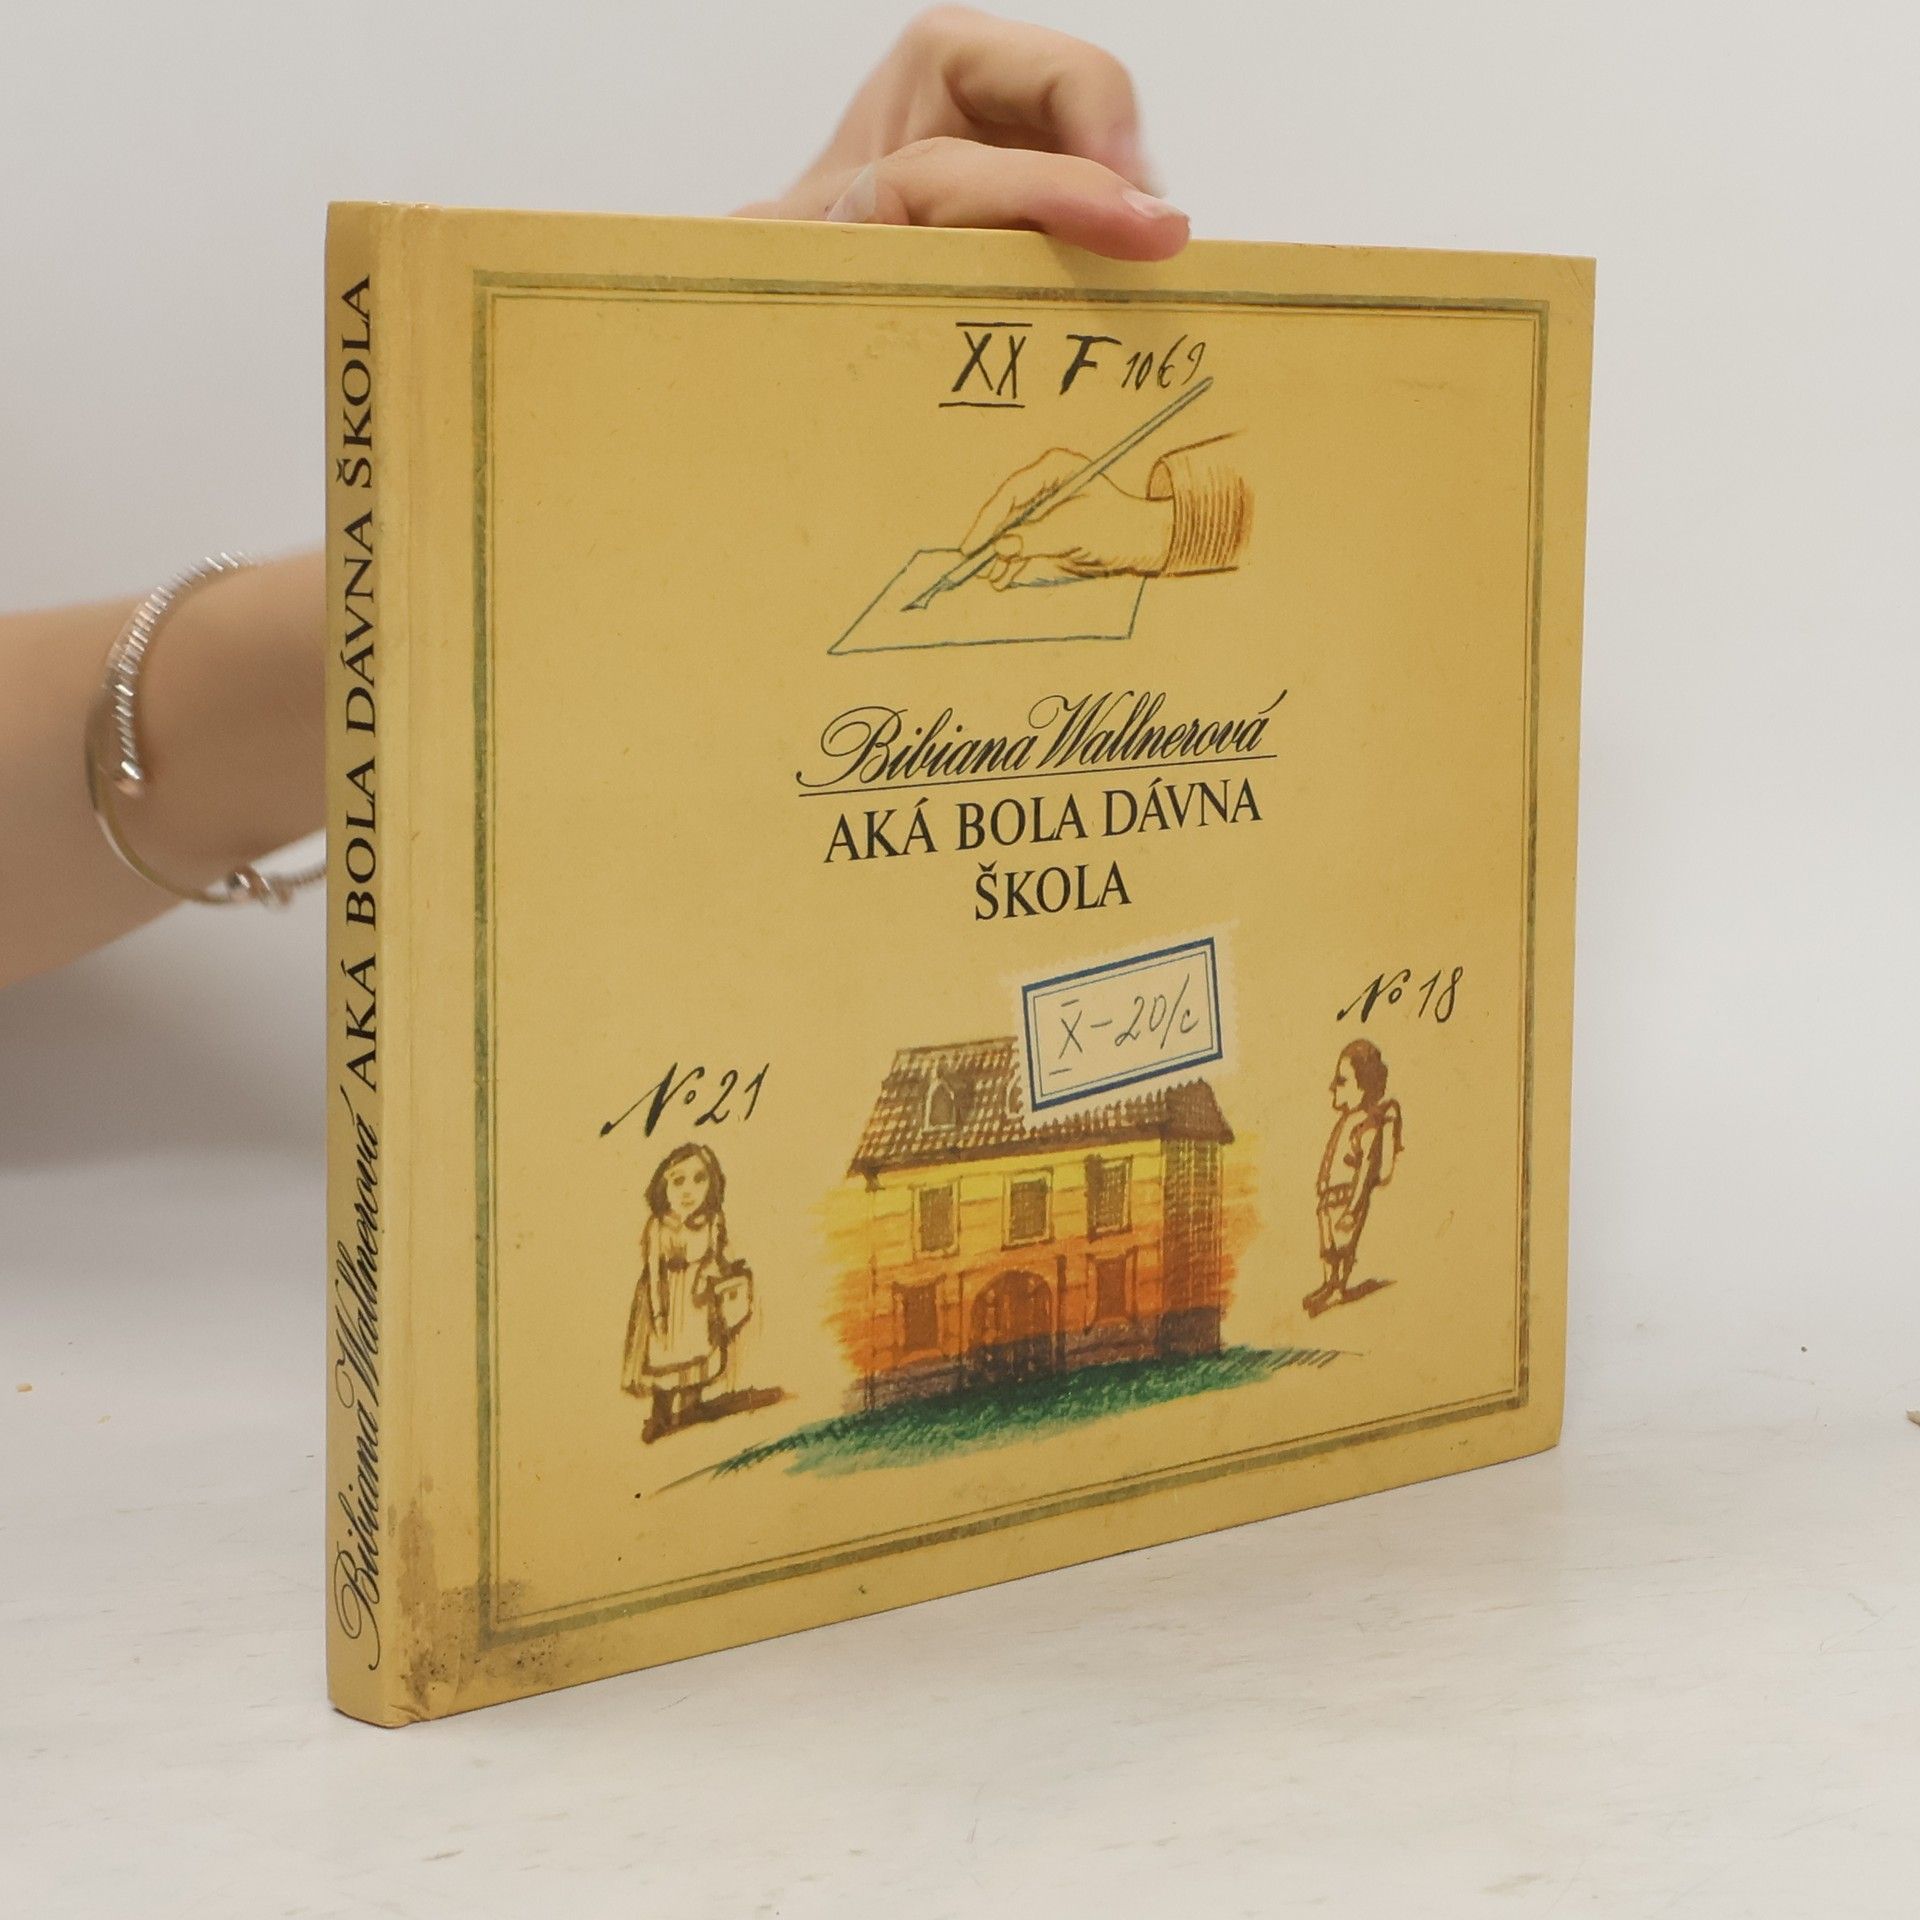 Bibiana Wallnerová AKÁ BOLA DÁVNA ŠKOLA
XX F 1069
Bibiana Wallnerová
AKÁ BOLA DÁVNA
ŠKOLA
X-20/c
No 18
No 21